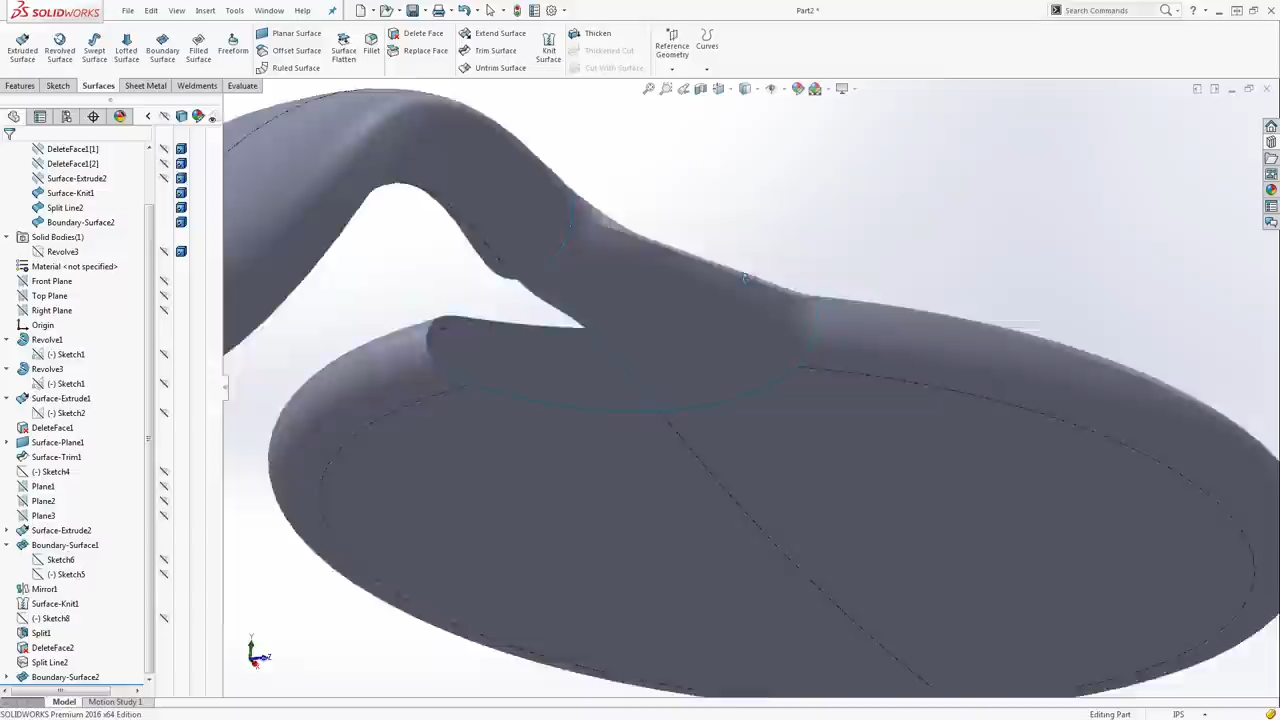 SOLIDWORKS File Edit View Insert Tools Window Help Part2 * Search Commands
Extruded Surface
Revolved Surface
Swept Surface
Lofted Surface
Boundary Surface
Filled Surface
Freeform
Planar Surface
Offset Surface
Ruled Surface
Surface Flatten
Fillet
Delete Face
Replace Face
Extend Surface
Trim Surface
Untrim Surface
Knit Surface
Thicken
Thickened Cut
Cut With Surface
Reference Geometry
Curves
Features Sketch Surfaces Sheet Metal Weldments Evaluate
DeleteFace1[1]
DeleteFace1[2]
Surface-Extrude2
Surface-Knit1
Split Line2
Boundary-Surface2
Solid Bodies(1)
Revolve3
Material <not specified>
Front Plane
Top Plane
Right Plane
Origin
Revolve1
(-) Sketch1
Revolve3
(-) Sketch1
Surface-Extrude1
(-) Sketch2
DeleteFace1
Surface-Plane1
Surface-Trim1
(-) Sketch4
Plane1
Plane2
Plane3
Surface-Extrude2
Boundary-Surface1
Sketch6
(-) Sketch5
Mirror1
Surface-Knit1
(-) Sketch8
Split1
DeleteFace2
Split Line2
Boundary-Surface2
Y
Z
Model Motion Study 1
SOLIDWORKS Premium 2016 x64 Edition Editing Part IPS